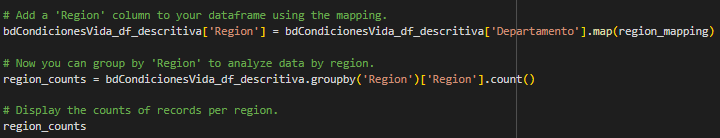 # Add a 'Region' column to your dataframe using the mapping.
bdCondicionesVida_df_descritiva['Region'] = bdCondicionesVida_df_descritiva['Departamento'].map(region_mapping)
# Now you can group by 'Region' to analyze data by region.
region_counts = bdCondicionesVida_df_descritiva.groupby('Region')['Region'].count()
# Display the counts of records per region.
region_counts